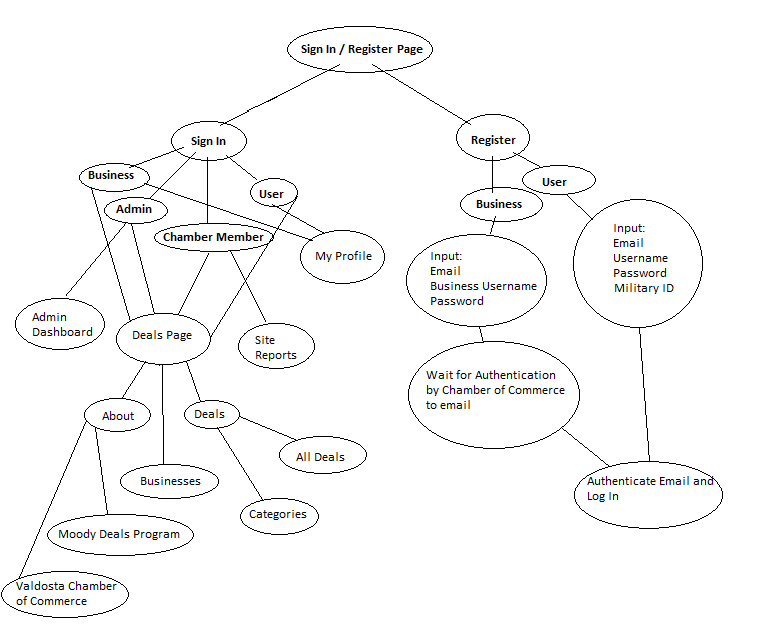 Sign In / Register Page
Sign In
Register
Business
User
Admin
Chamber Member
My Profile
Business
User
Input:
Email
Business Username
Password
Input:
Email
Username
Password
Military ID
Admin
Dashboard
Deals Page
Site
Reports
Wait for Authentication
by Chamber of Commerce
to email
About
Deals
All Deals
Businesses
Categories
Authenticate Email and
Log In
Moody Deals Program
Valdosta Chamber
of Commerce